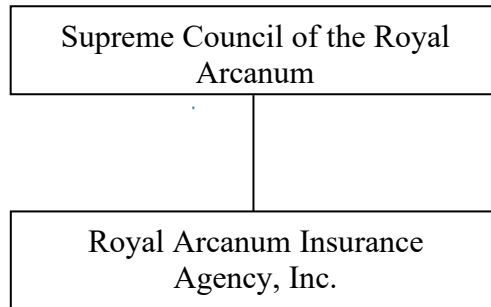 Supreme Council of the Royal
Arcanum
Royal Arcanum Insurance
Agency, Inc.